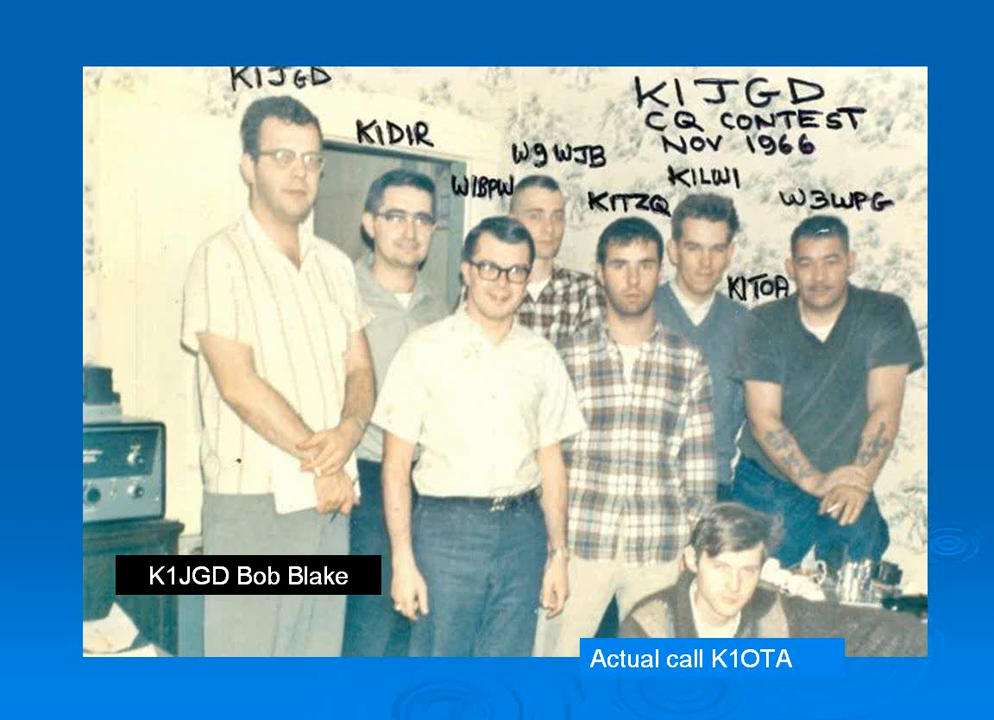 K1JGD
K1JGD
CQ CONTEST
NOV 1966
K1DIR
W9WJB
W1BPW
K1LWI
K1TZQ
W3WPG
K1TOA
K1JGD Bob Blake
Actual call K1OTA